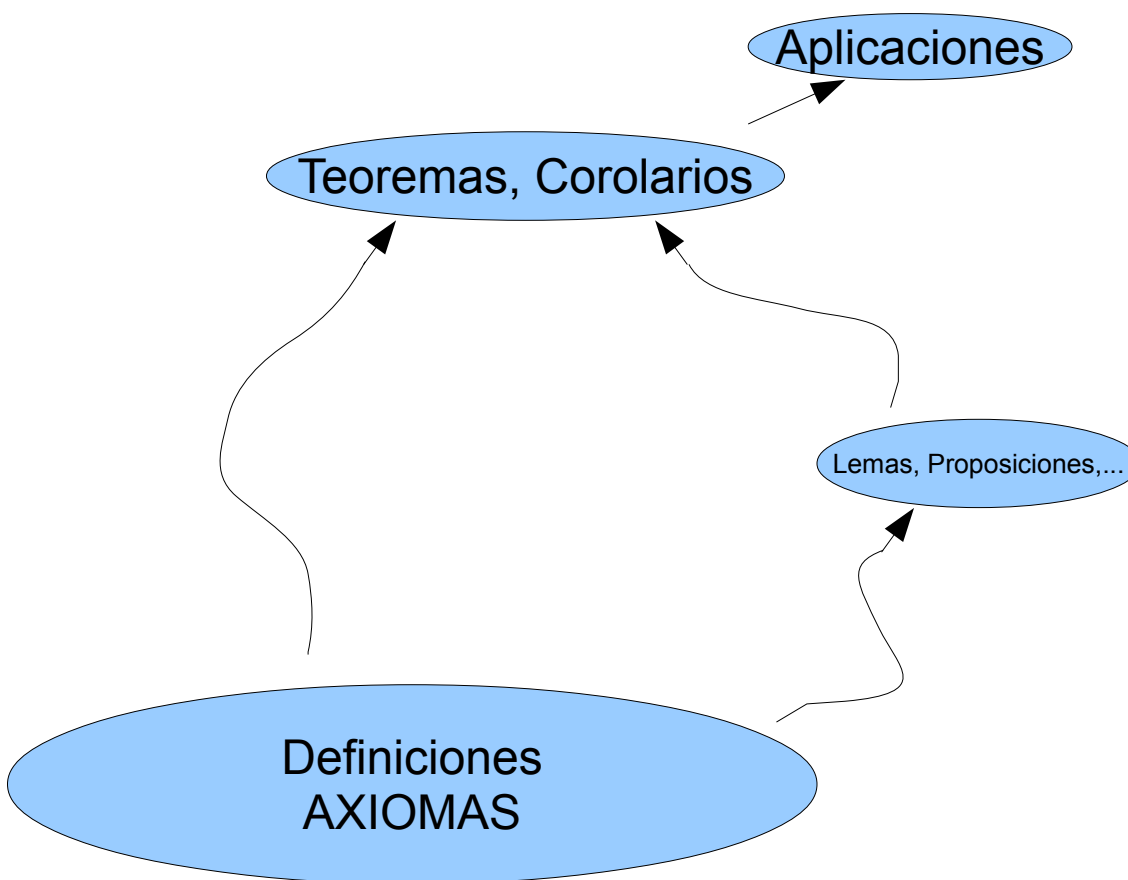 Aplicaciones
Teoremas, Corolarios
Lemas, Proposiciones,...
Definiciones
AXIOMAS